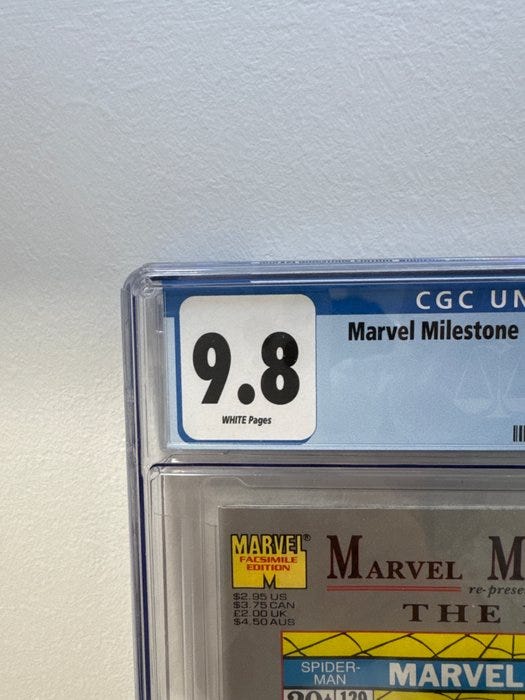 CGC UN
Marvel Milestone
9.8
WHITE Pages
MARVEL®
FACSIMILE
EDITION
M
$2.95 US
$3.75 CAN
£2.00 UK
$4.50 AUS
MARVEL M
re-prese
THE
SPIDER-
MAN
MARVEL